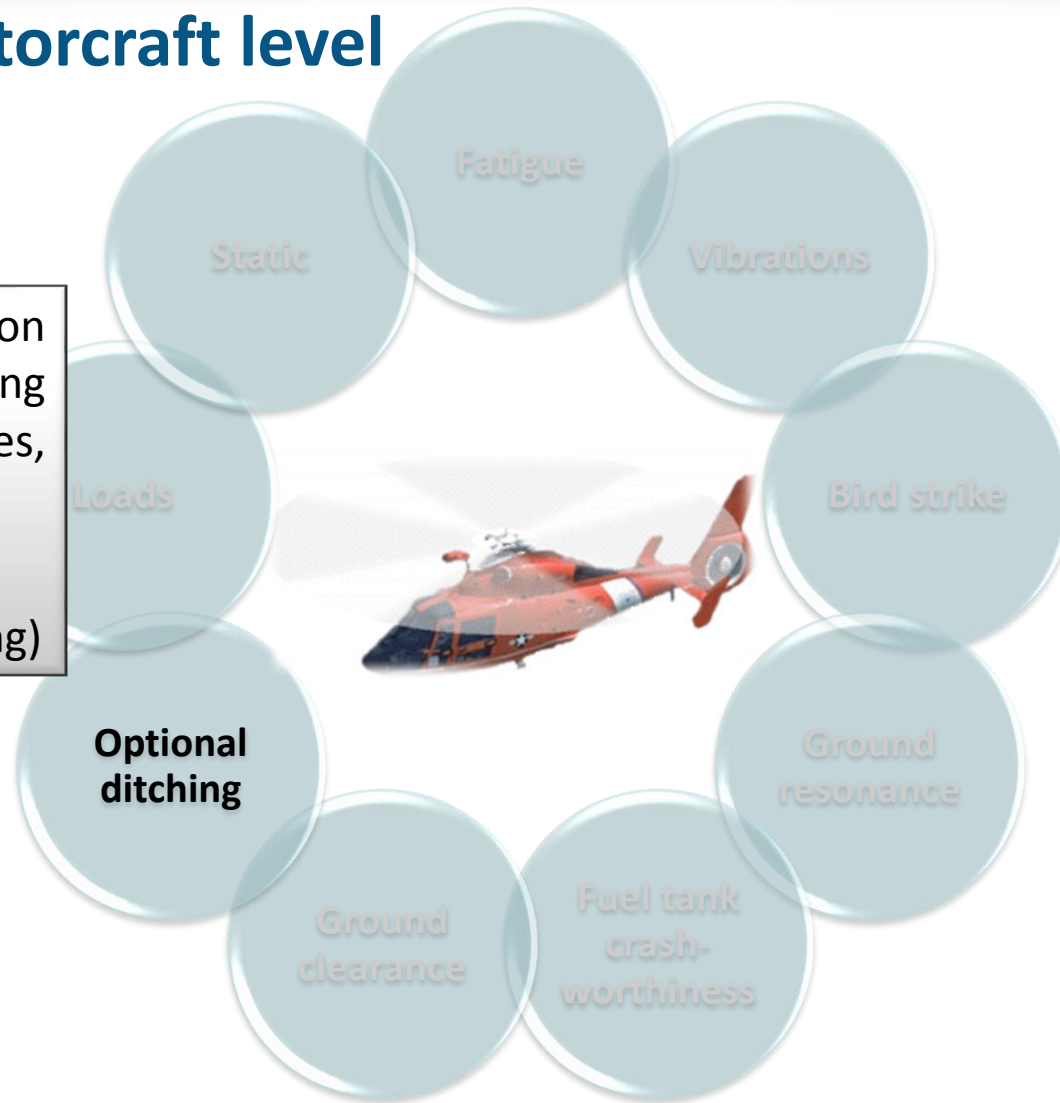 torcraft level
Fatigue
Static
Vibrations
on
ng
es,
Loads
Bird strike
g)
Optional
ditching
Ground
resonance
Fuel tank
crash-
worthiness
Ground
clearance